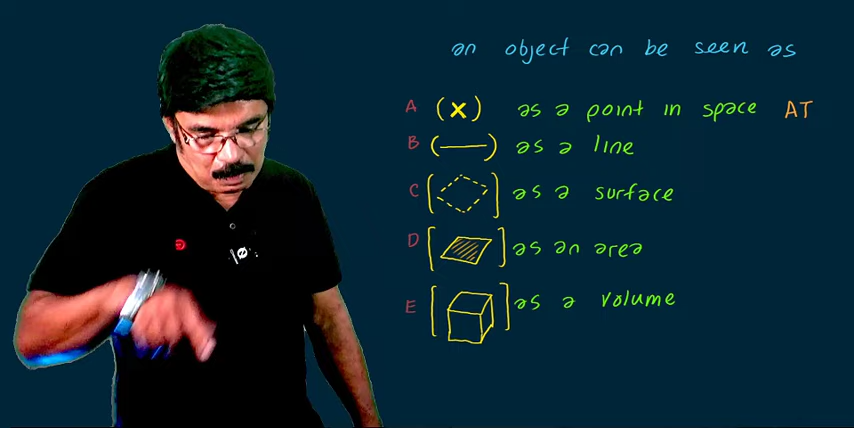 an object can be seen as
A (x) as a point in space AT
B (—) as a line
C [ ] as a surface
D [ ] as an area
E [ ] as a volume